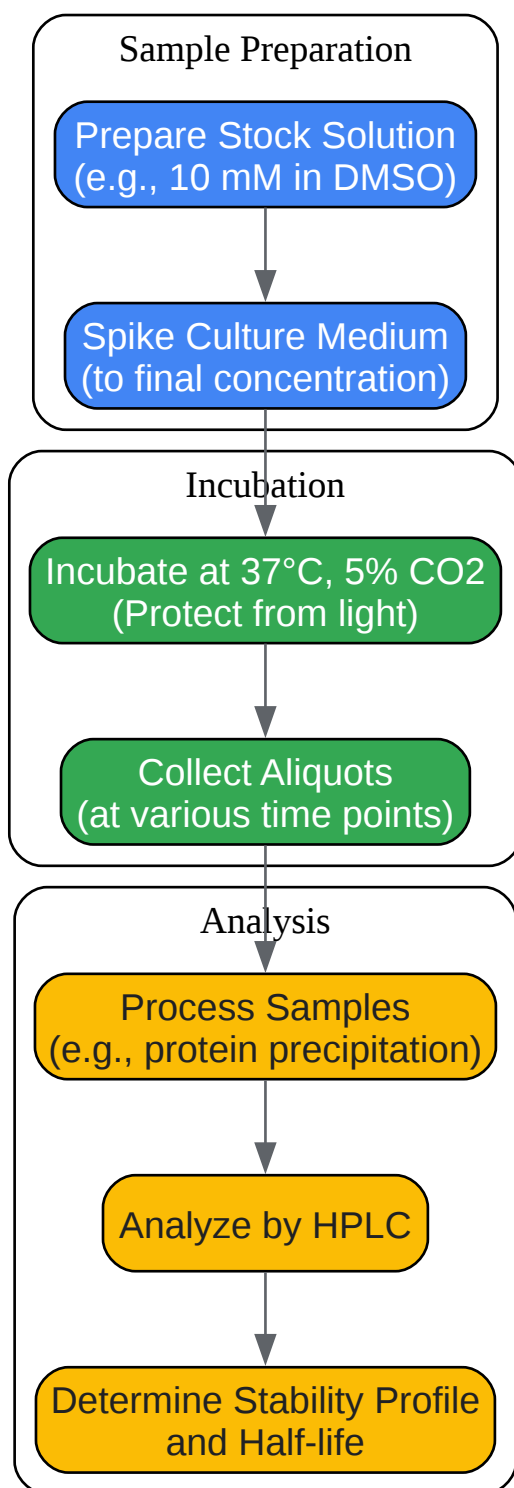 Sample Preparation
Prepare Stock Solution
(e.g., 10 mM in DMSO)
Spike Culture Medium
(to final concentration)
Incubation
Incubate at 37°C, 5% CO2
(Protect from light)
Collect Aliquots
(at various time points)
Analysis
Process Samples
(e.g., protein precipitation)
Analyze by HPLC
Determine Stability Profile
and Half-life